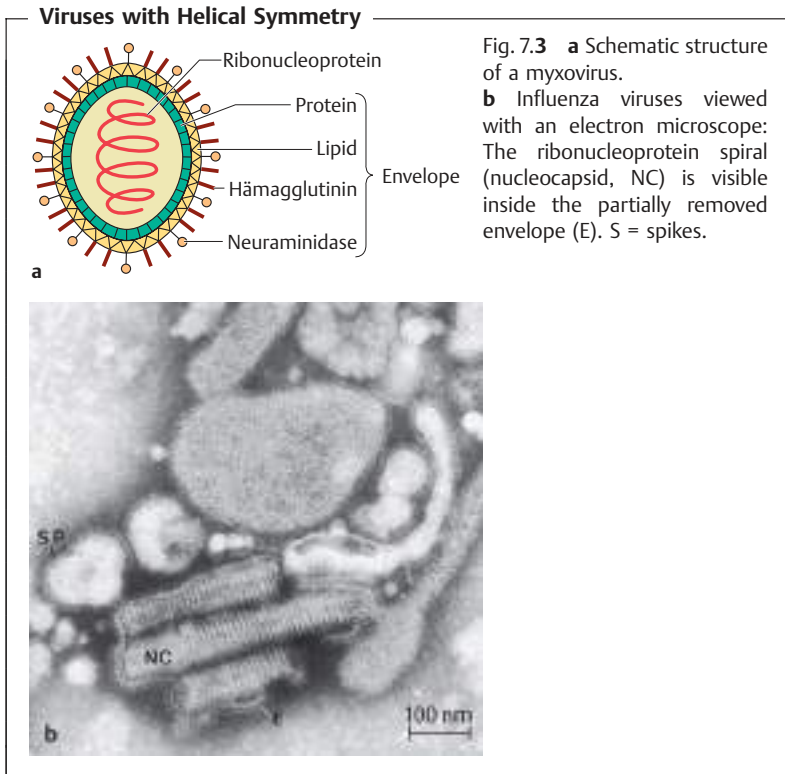 Viruses with Helical Symmetry
Ribonucleoprotein
Protein
Lipid
Hämagglutinin
Neuraminidase
Envelope
a
Fig. 7.3 a Schematic structure
of a myxovirus.
b Influenza viruses viewed
with an electron microscope:
The ribonucleoprotein spiral
(nucleocapsid, NC) is visible
inside the partially removed
envelope (E). S = spikes.
SP
NC
E
100 nm
b